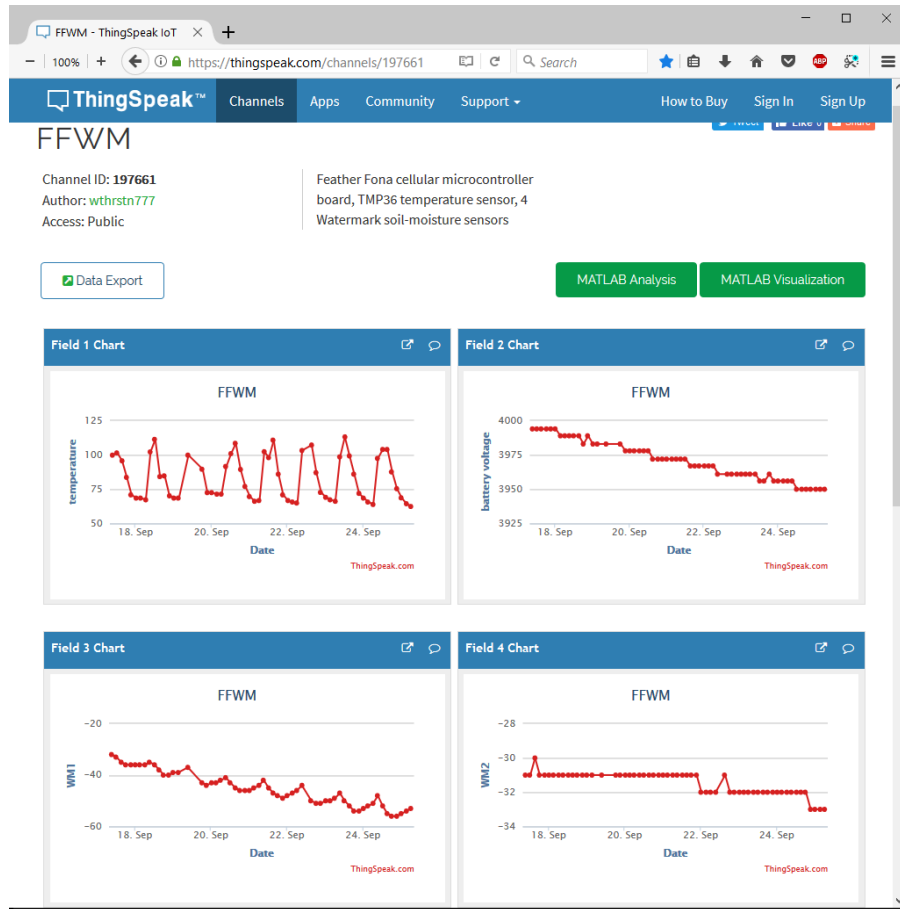 FFWM - ThingSpeak IoT
100%
https://thingspeak.com/channels/197661
Search
ABP
ThingSpeak™
Channels
Apps
Community
Support
How to Buy
Sign In
Sign Up
Tweet
Like 0
Share
FFWM
Channel ID: 197661
Author: wthrstn777
Access: Public
Feather Fona cellular microcontroller
board, TMP36 temperature sensor, 4
Watermark soil-moisture sensors
Data Export
MATLAB Analysis
MATLAB Visualization
Field 1 Chart
FFWM
temperature
125
100
75
50
18. Sep
20. Sep
22. Sep
24. Sep
Date
ThingSpeak.com
Field 2 Chart
FFWM
battery voltage
4000
3975
3950
3925
18. Sep
20. Sep
22. Sep
24. Sep
Date
ThingSpeak.com
Field 3 Chart
FFWM
WM1
-20
-40
-60
18. Sep
20. Sep
22. Sep
24. Sep
Date
ThingSpeak.com
Field 4 Chart
FFWM
WM2
-28
-30
-32
-34
18. Sep
20. Sep
22. Sep
24. Sep
Date
ThingSpeak.com